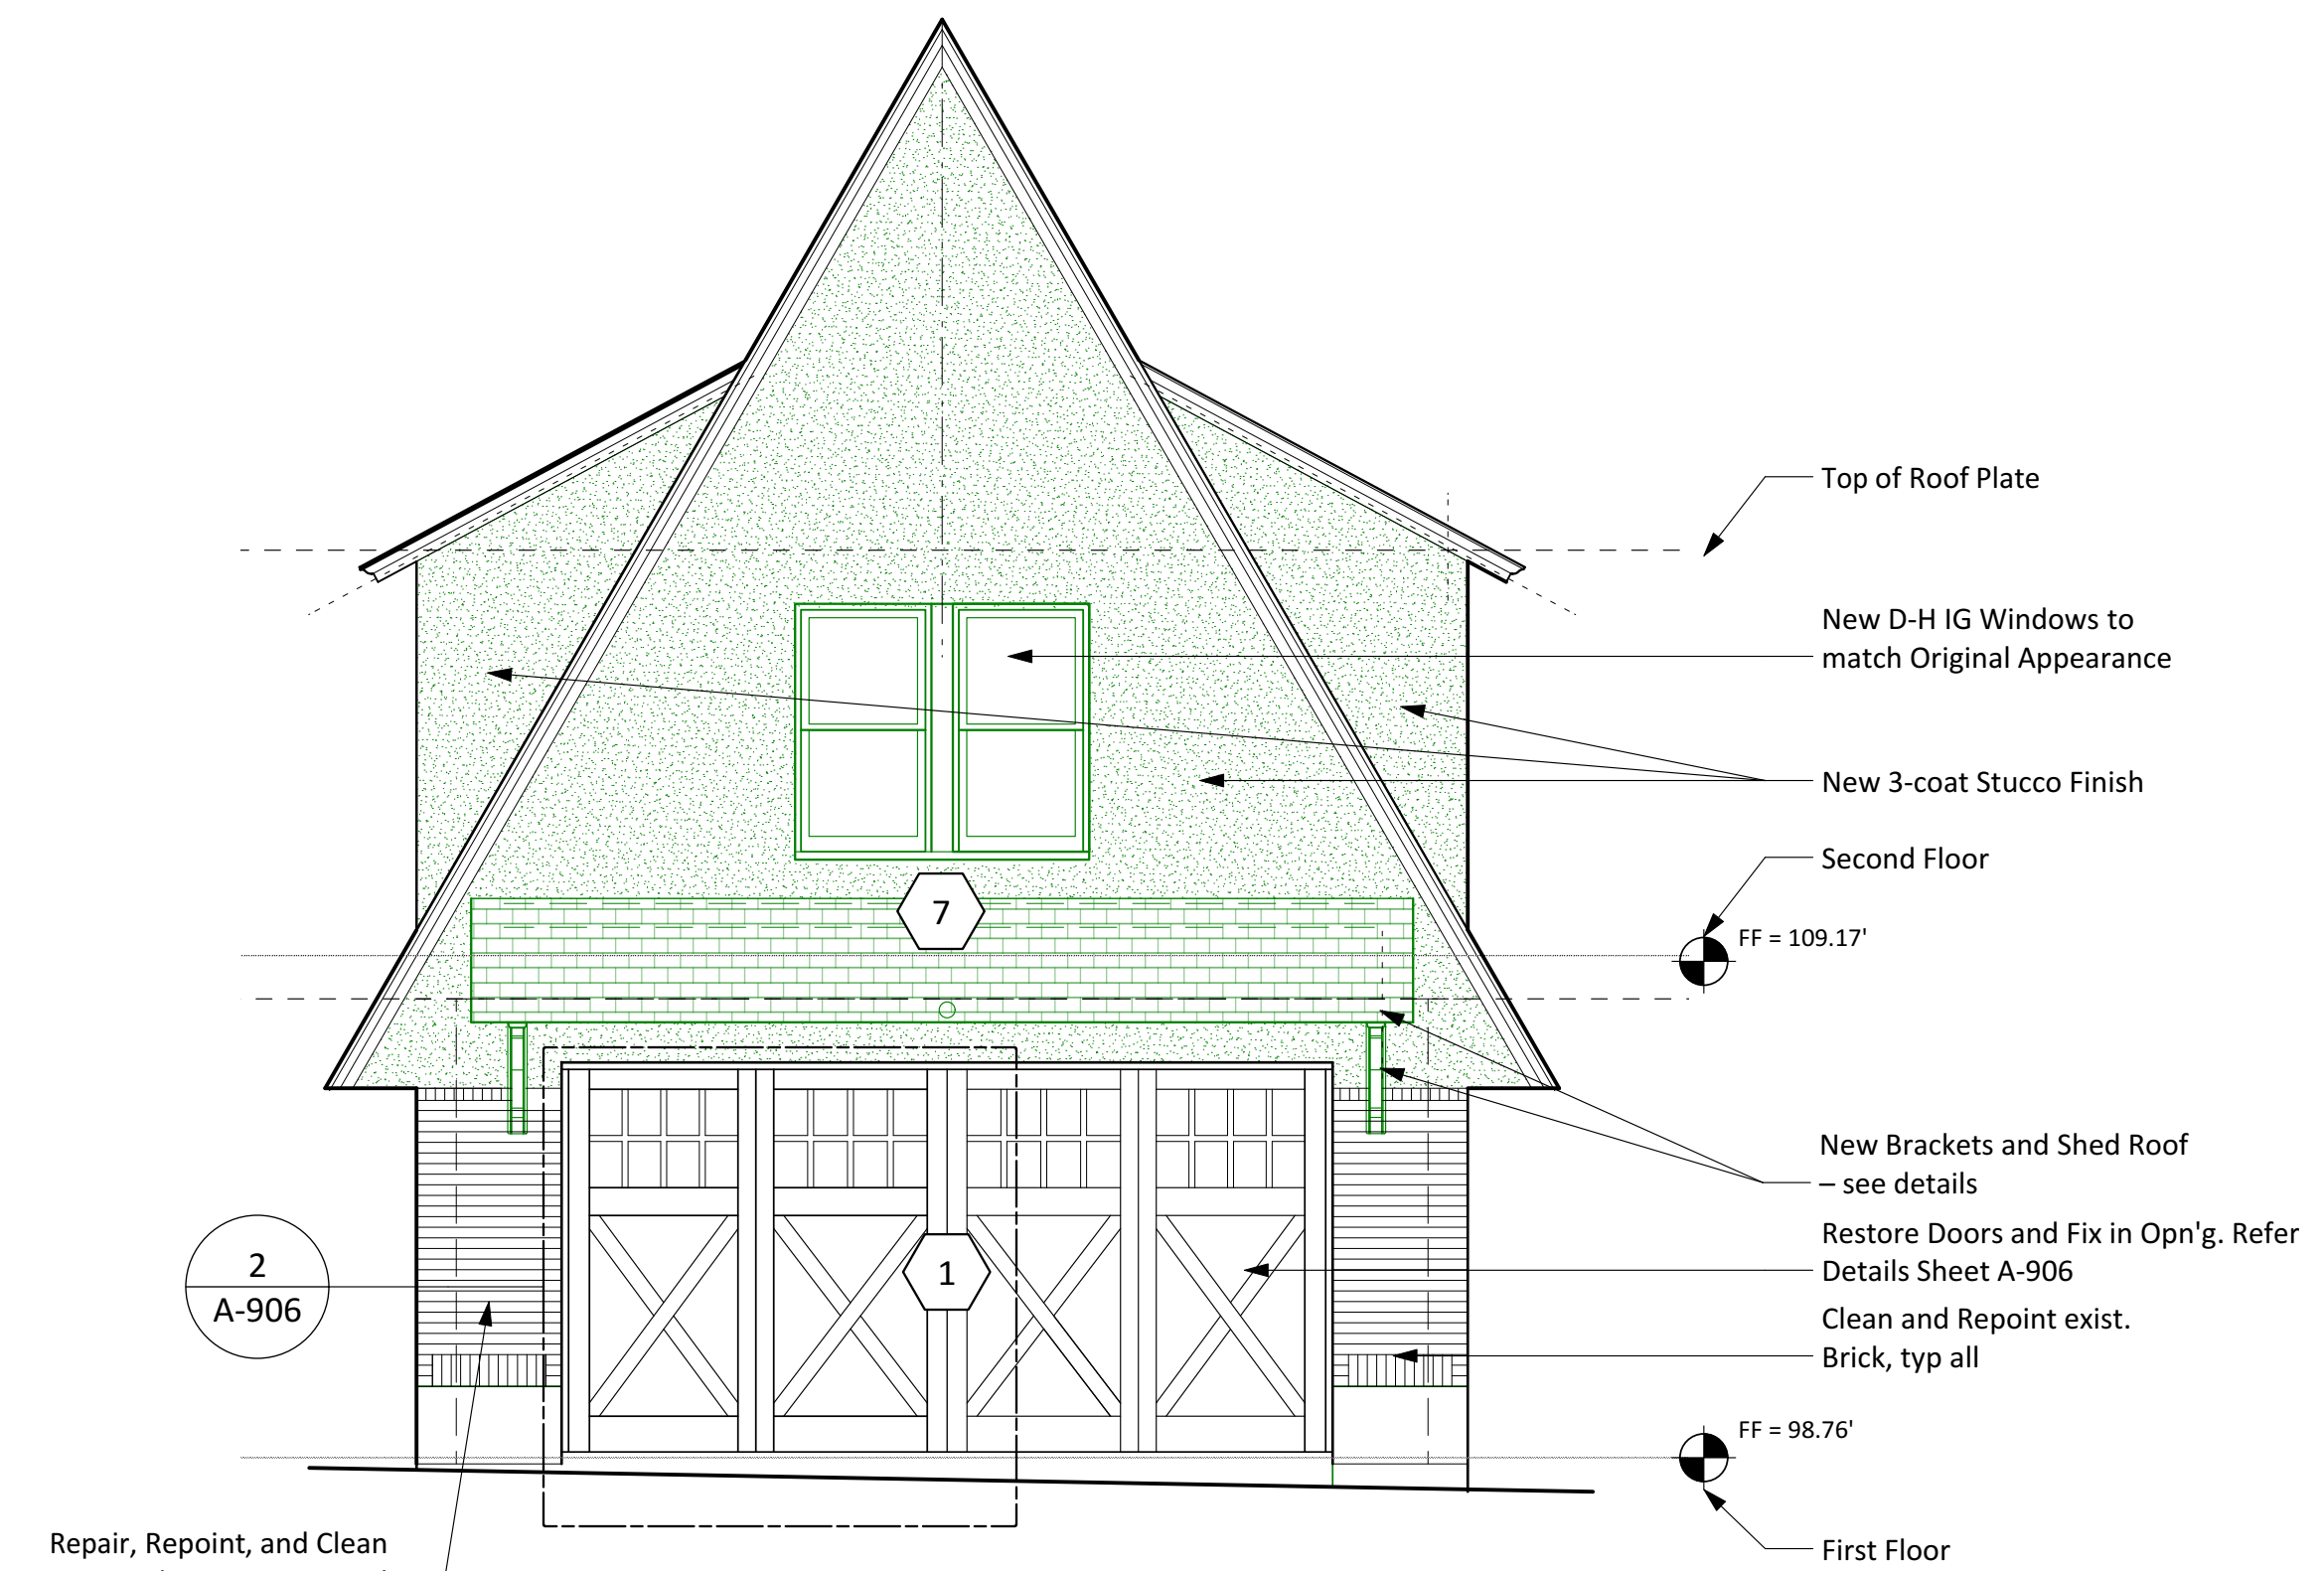 Top of Roof Plate
New D-H IG Windows to
match Original Appearance
New 3-coat Stucco Finish
Second Floor
7
FF = 109.17'
New Brackets and Shed Roof
– see details
Restore Doors and Fix in Opn'g. Refer
Details Sheet A-906
2
A-906
1
Clean and Repoint exist.
Brick, typ all
FF = 98.76'
Repair, Repoint, and Clean
First Floor